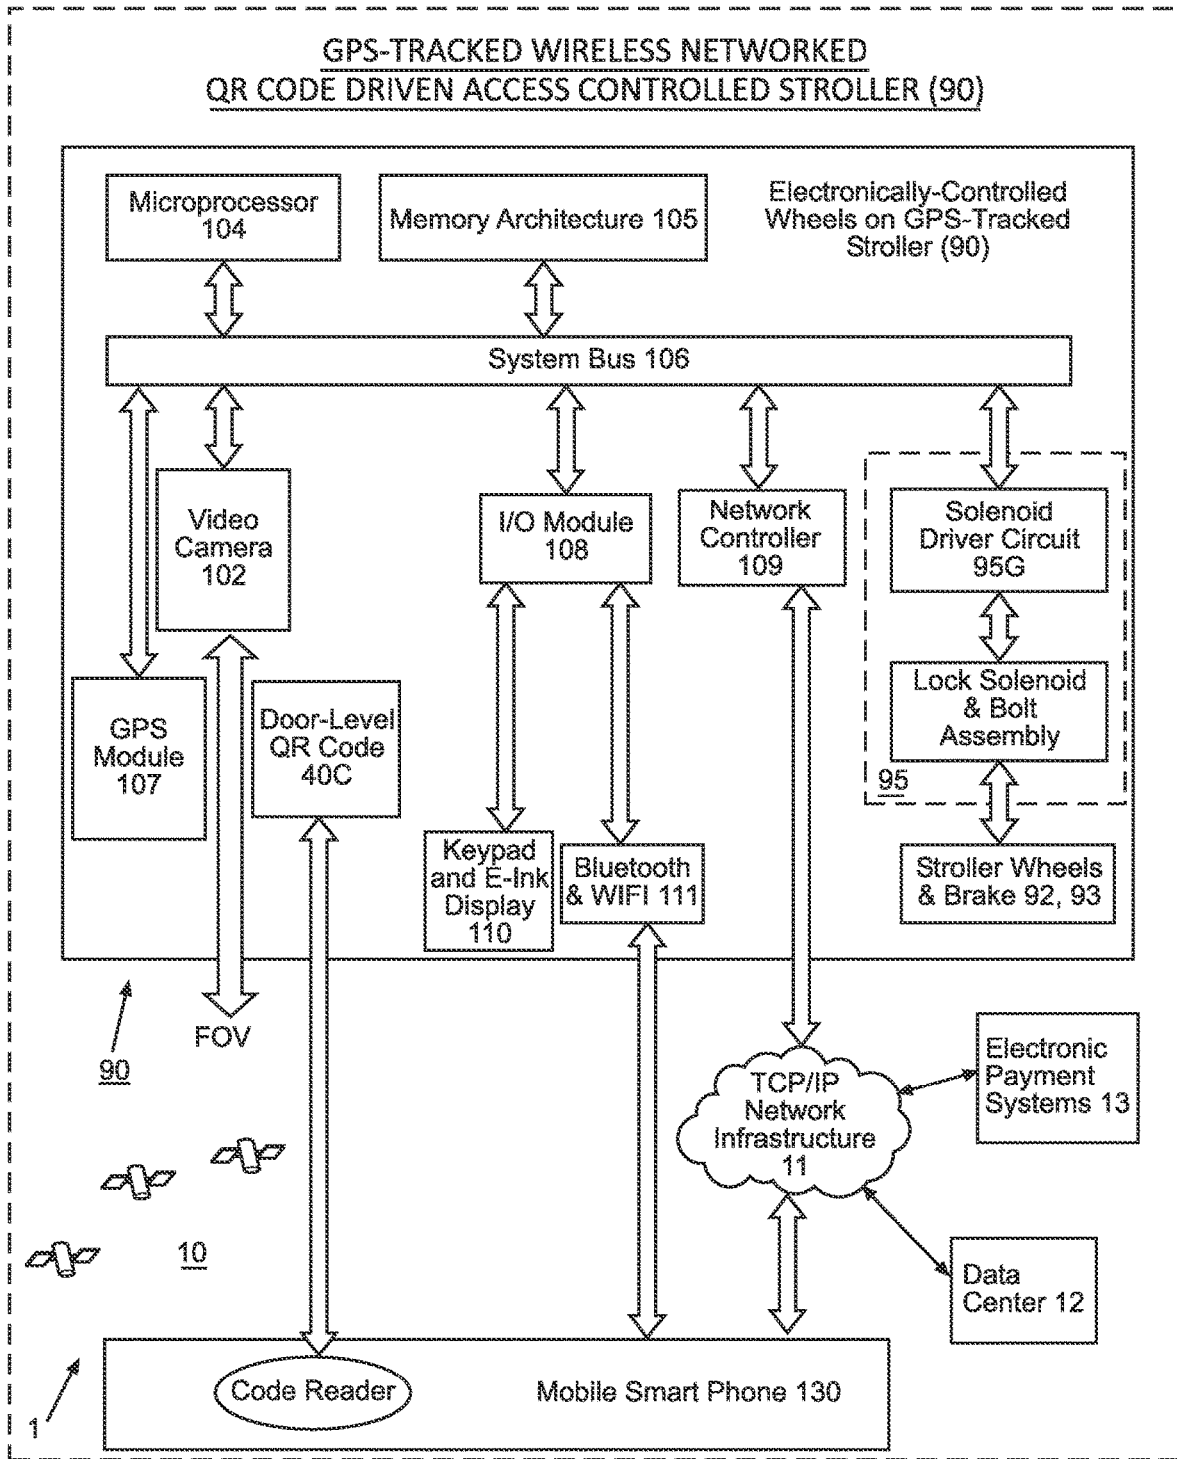 GPS-TRACKED WIRELESS NETWORKED
QR CODE DRIVEN ACCESS CONTROLLED STROLLER (90)
Microprocessor
104
Memory Architecture 105
Electronically-Controlled
Wheels on GPS-Tracked
Stroller (90)
System Bus 106
Video
Camera
102
I/O Module
108
Network
Controller
109
Solenoid
Driver Circuit
95G
GPS
Module
107
Door-Level
QR Code
40C
Lock Solenoid
& Bolt
Assembly
95
Keypad
and E-Ink
Display
110
Bluetooth
& WIFI 111
Stroller Wheels
& Brake 92, 93
90
FOV
TCP/IP
Network
Infrastructure
11
Electronic
Payment
Systems 13
10
Data
Center 12
Code Reader
Mobile Smart Phone 130
1